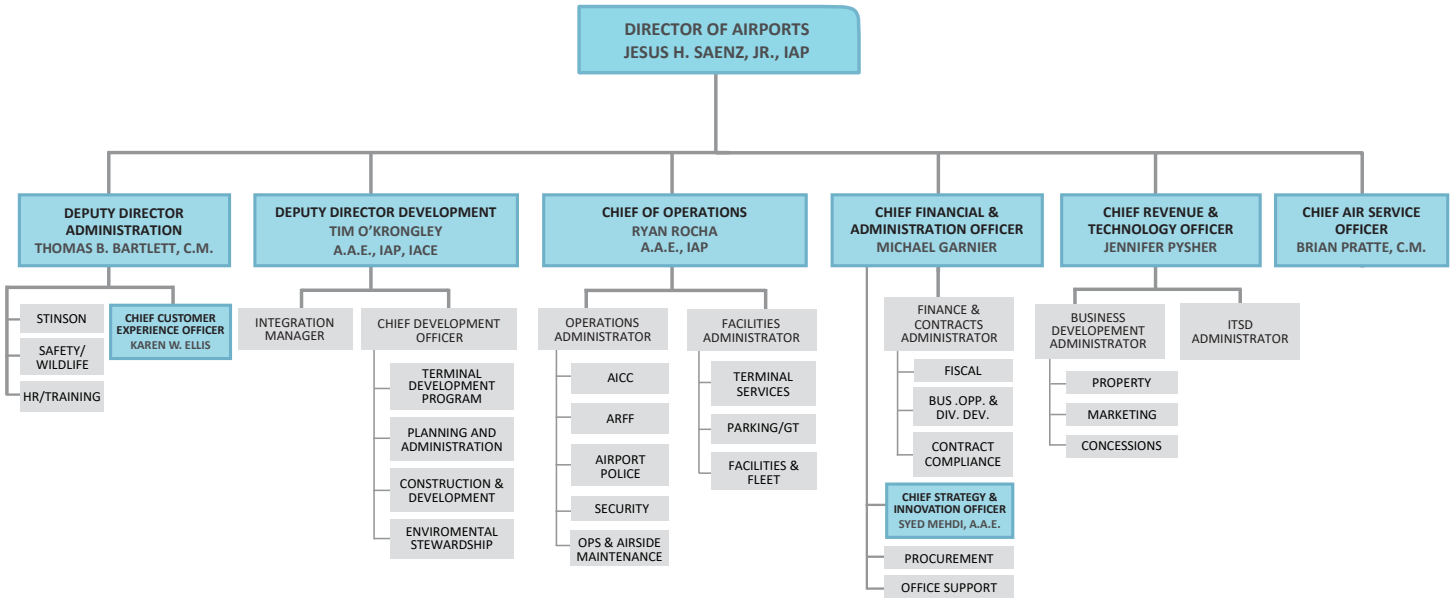 DIRECTOR OF AIRPORTS
JESUS H. SAENZ, JR., IAP
DEPUTY DIRECTOR
ADMINISTRATION
THOMAS B. BARTLETT, C.M.
STINSON
SAFETY/
WILDLIFE
HR/TRAINING
CHIEF CUSTOMER
EXPERIENCE OFFICER
KAREN W. ELLIS
DEPUTY DIRECTOR DEVELOPMENT
TIM O’KRONGLEY
A.A.E., IAP, IACE
INTEGRATION
MANAGER
CHIEF DEVELOPMENT
OFFICER
TERMINAL
DEVELOPMENT
PROGRAM
PLANNING AND
ADMINISTRATION
CONSTRUCTION &
DEVELOPMENT
ENVIROMENTAL
STEWARDSHIP
CHIEF OF OPERATIONS
RYAN ROCHA
A.A.E., IAP
OPERATIONS
ADMINISTRATOR
AICC
ARFF
AIRPORT
POLICE
SECURITY
OPS & AIRSIDE
MAINTENANCE
FACILITIES
ADMINISTRATOR
TERMINAL
SERVICES
PARKING/GT
FACILITIES &
FLEET
CHIEF FINANCIAL &
ADMINISTRATION OFFICER
MICHAEL GARNIER
FINANCE &
CONTRACTS
ADMINISTRATOR
FISCAL
BUS .OPP. &
DIV. DEV.
CONTRACT
COMPLIANCE
CHIEF STRATEGY &
INNOVATION OFFICER
SYED MEHDI, A.A.E.
PROCUREMENT
OFFICE SUPPORT
CHIEF REVENUE &
TECHNOLOGY OFFICER
JENNIFER PYSHER
BUSINESS
DEVELOPEMENT
ADMINISTRATOR
PROPERTY
MARKETING
CONCESSIONS
ITSD
ADMINISTRATOR
CHIEF AIR SERVICE
OFFICER
BRIAN PRATTE, C.M.